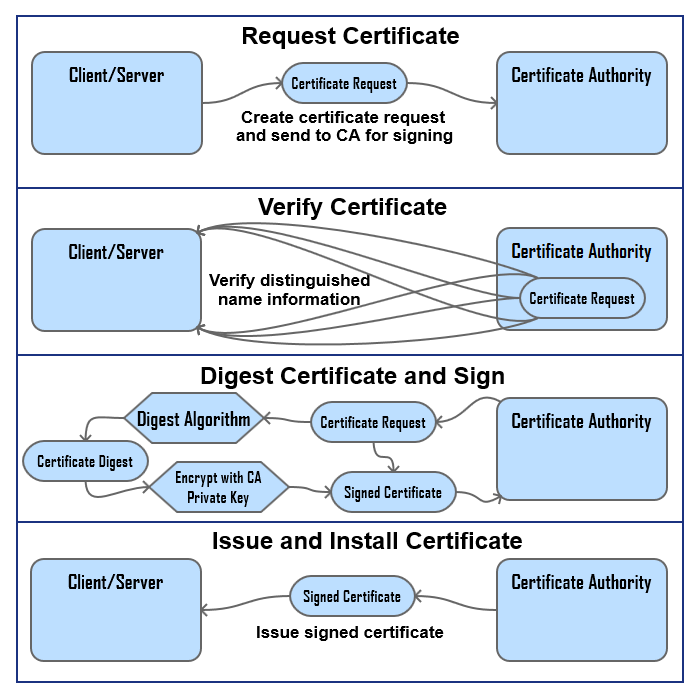 Request Certificate
Client/Server
Certificate Request
Certificate Authority
Create certificate request
and send to CA for signing
Verify Certificate
Client/Server
Certificate Authority
Verify distinguished
name information
Certificate Request
Digest Certificate and Sign
Digest Algorithm
Certificate Request
Certificate Authority
Certificate Digest
Encrypt with CA
Private Key
Signed Certificate
Issue and Install Certificate
Client/Server
Signed Certificate
Certificate Authority
Issue signed certificate